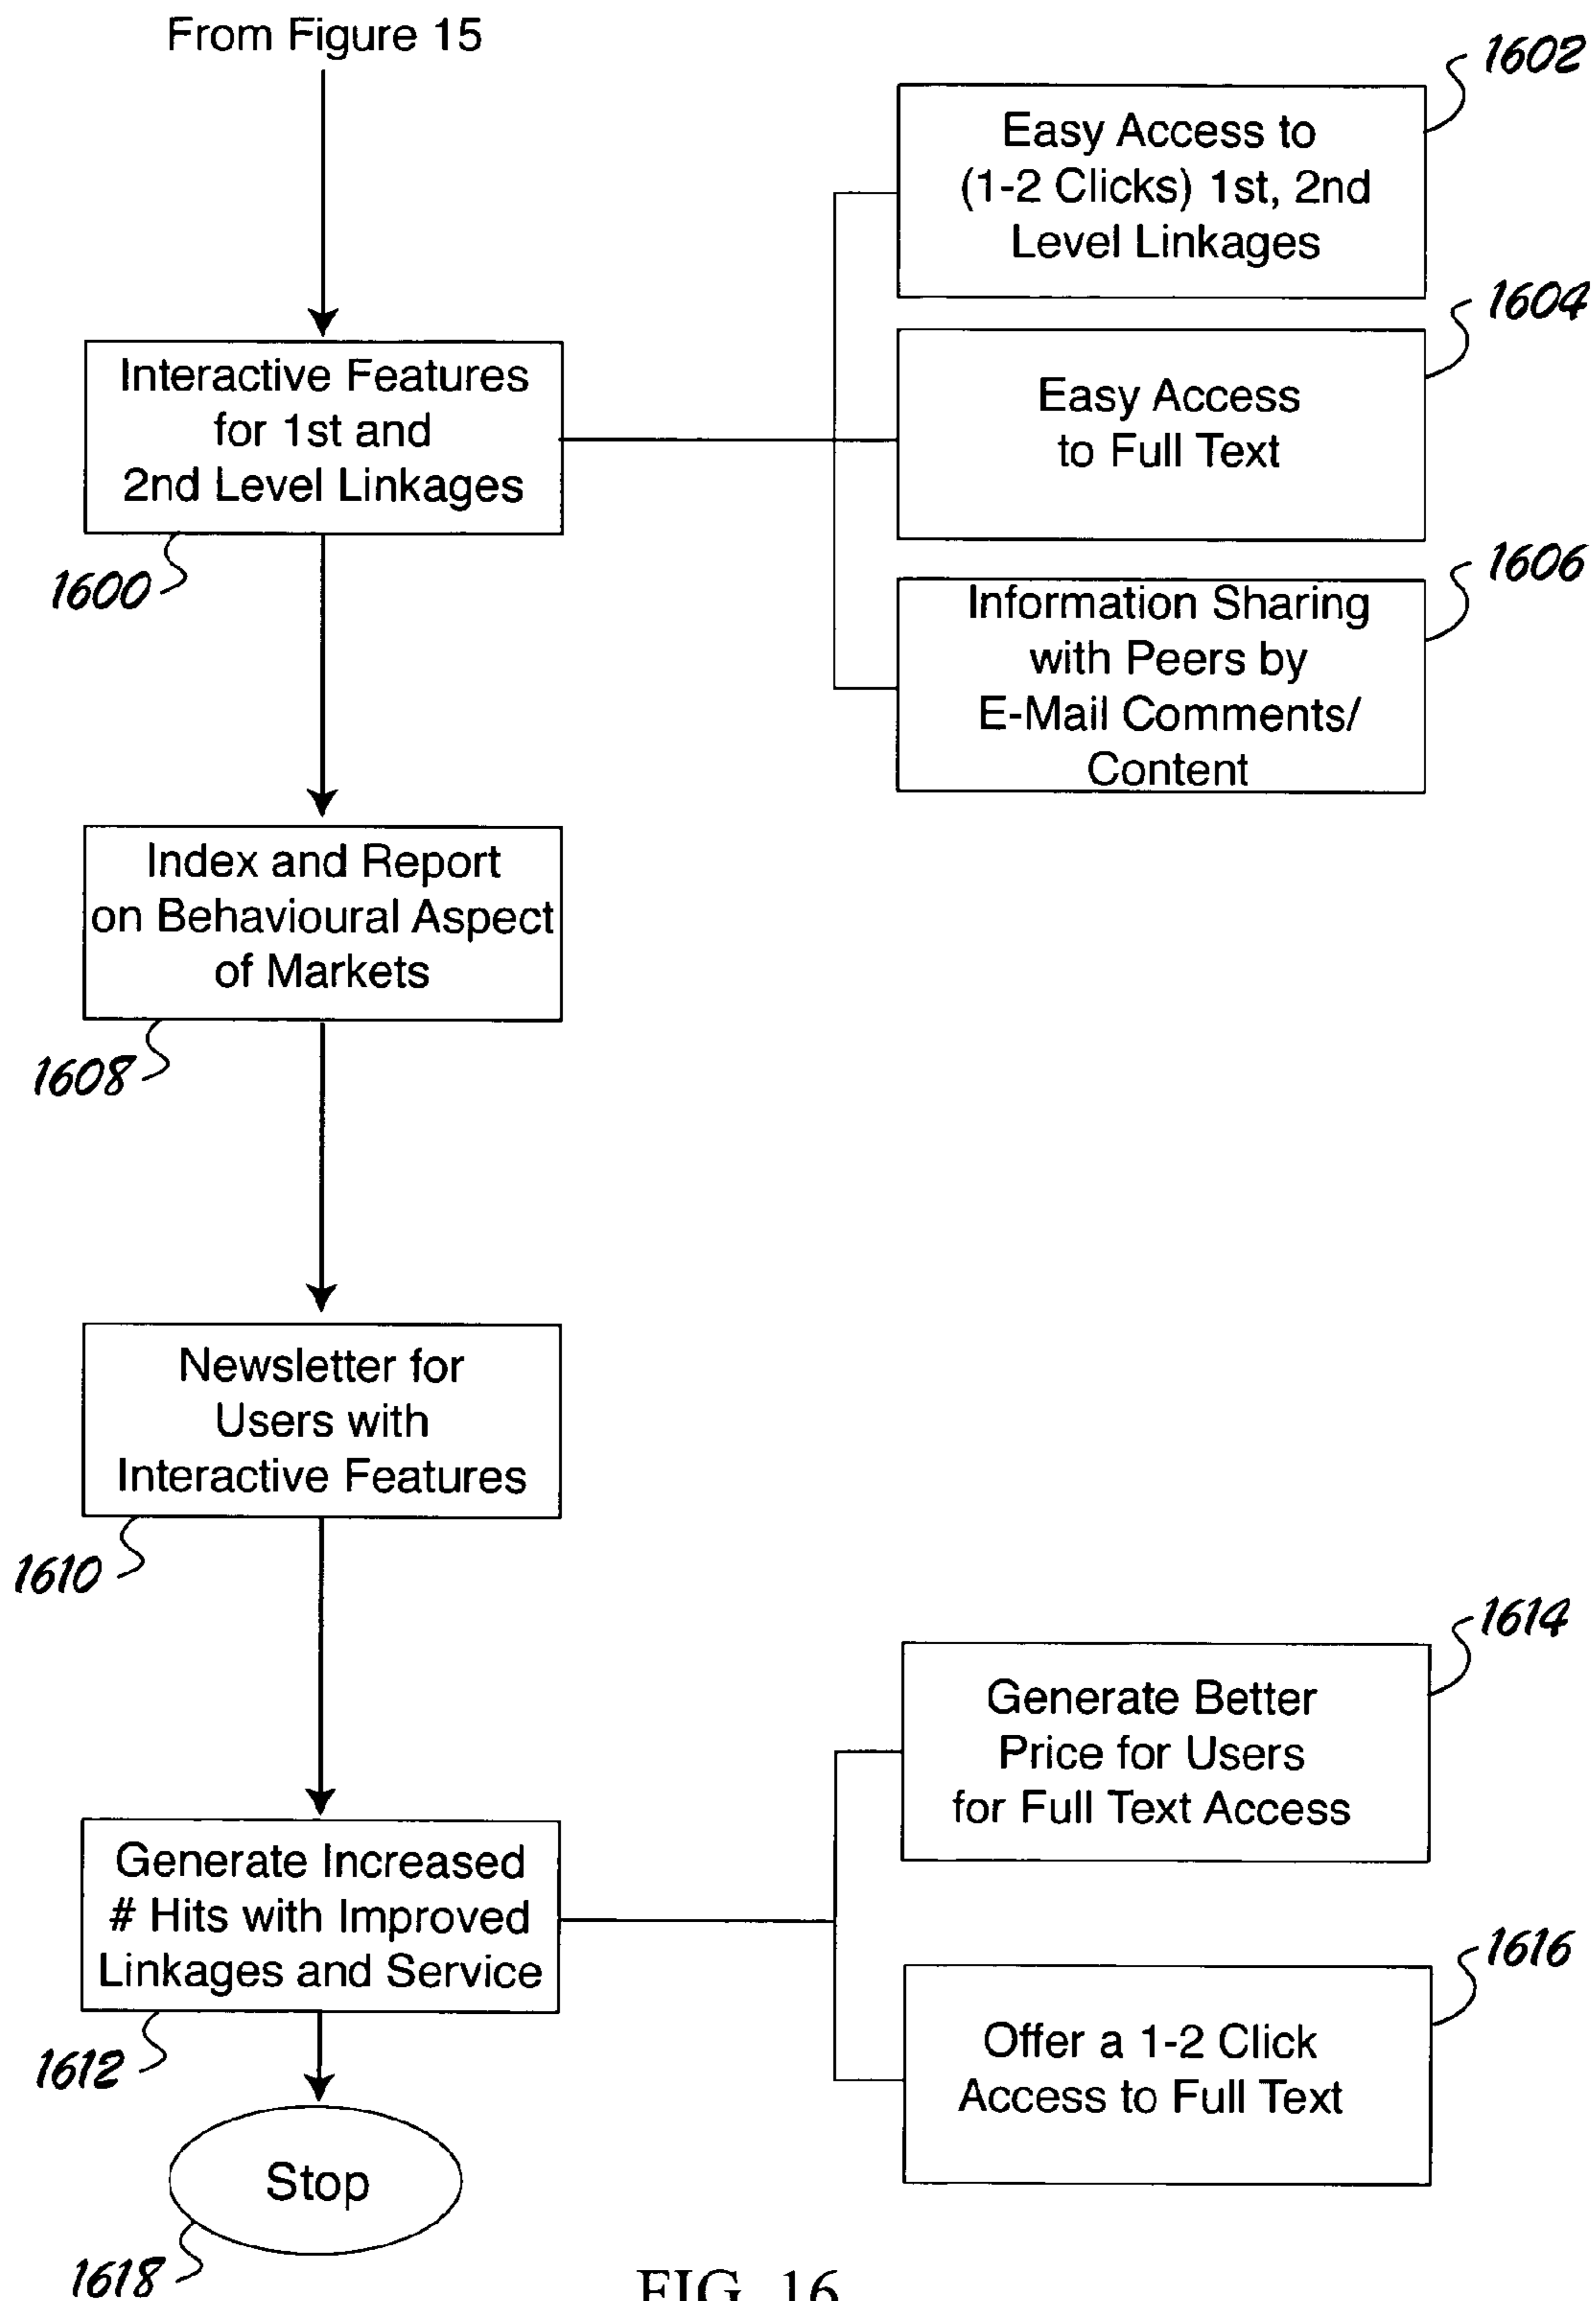 From Figure 15
1602
Easy Access to
(1-2 Clicks) 1st, 2nd
Level Linkages
1604
Interactive Features
for 1st and
2nd Level Linkages
Easy Access
to Full Text
1600
1606
Information Sharing
with Peers by
E-Mail Comments/
Content
Index and Report
on Behavioural Aspect
of Markets
1608
Newsletter for
Users with
Interactive Features
1610
1614
Generate Better
Price for Users
for Full Text Access
Generate Increased
# Hits with Improved
Linkages and Service
1616
Offer a 1-2 Click
Access to Full Text
1612
Stop
1618
FIG. 16